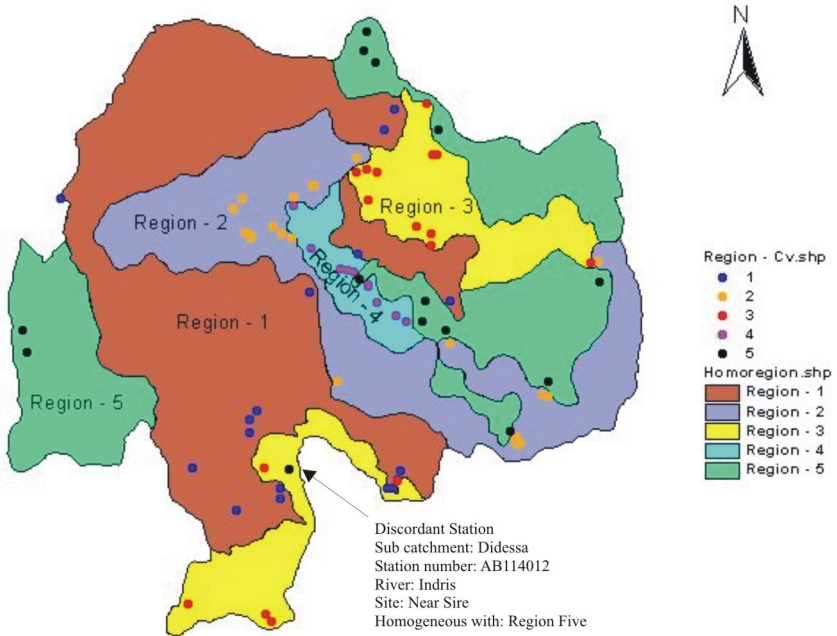 N
Region - 3
Region - 2
Region - 4
Region - 1
Region - 5
Region - Cv.shp
1
2
3
4
5
Homoregion.shp
Region - 1
Region - 2
Region - 3
Region - 4
Region - 5
Discordant Station
Sub catchment: Didessa
Station number: AB114012
River: Indris
Site: Near Sire
Homogeneous with: Region Five